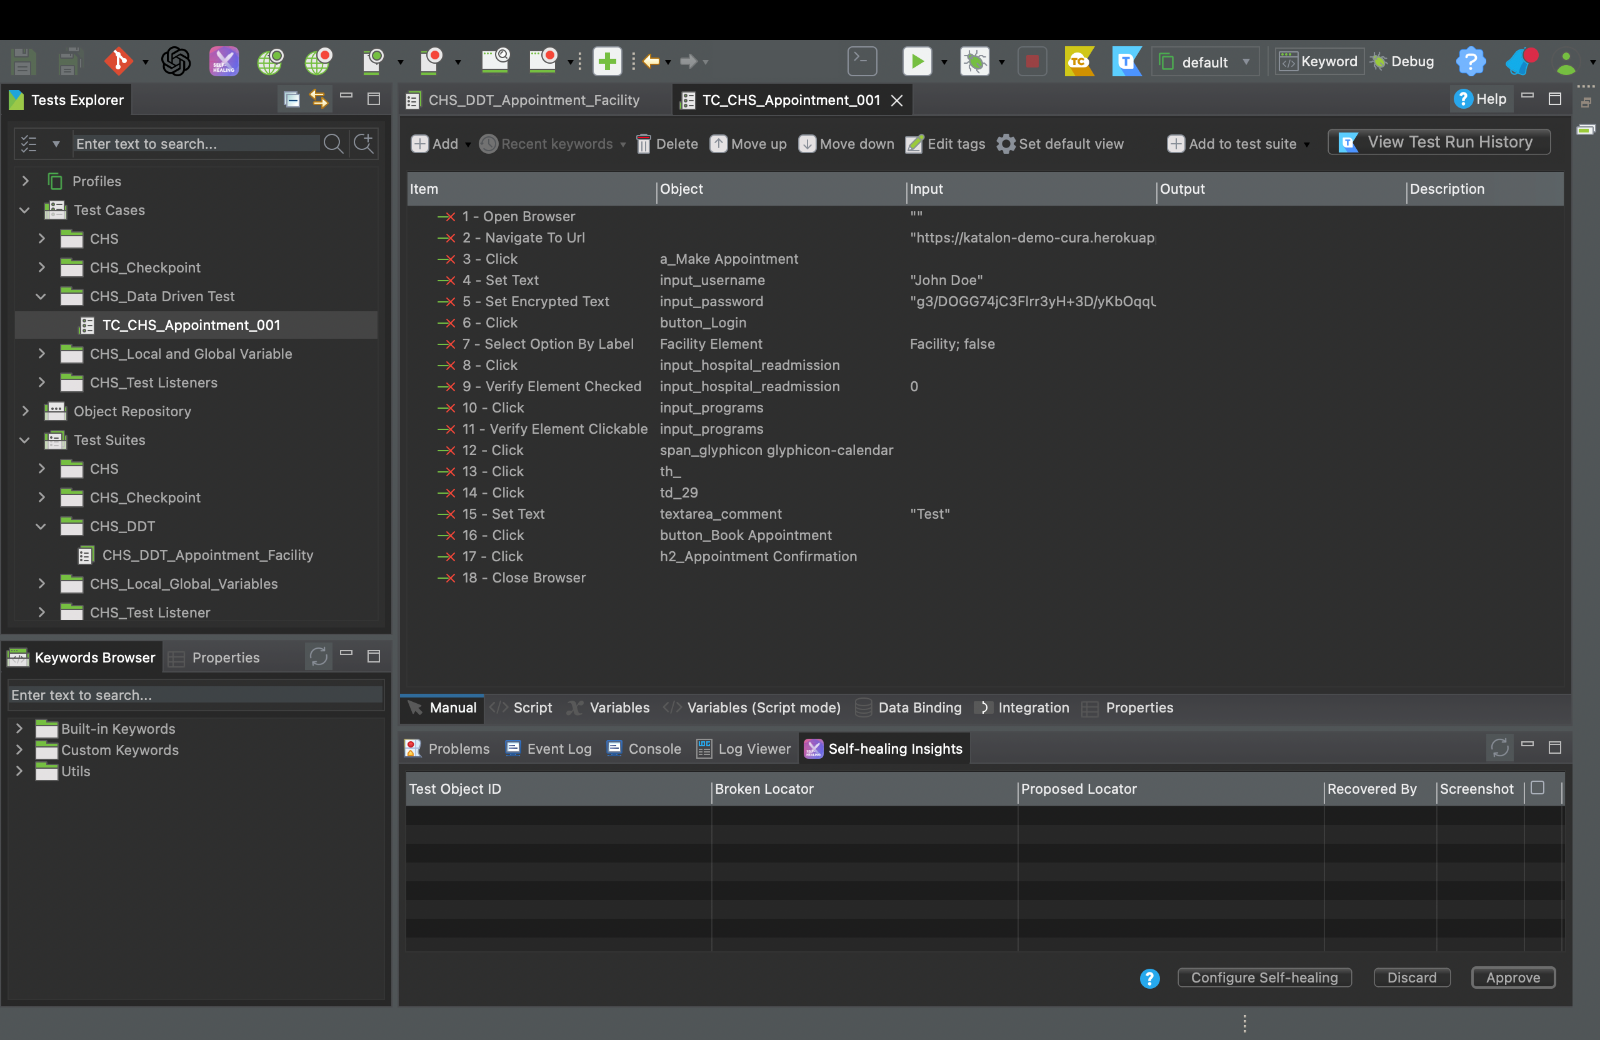 default
Keyword
Debug
Tests Explorer
CHS_DDT_Appointment_Facility
TC_CHS_Appointment_001
Help
Enter text to search...
Add
Recent keywords
Delete
Move up
Move down
Edit tags
Set default view
Add to test suite
View Test Run History
Profiles
Test Cases
CHS
CHS_Checkpoint
CHS_Data Driven Test
TC_CHS_Appointment_001
CHS_Local and Global Variable
CHS_Test Listeners
Object Repository
Test Suites
CHS
CHS_Checkpoint
CHS_DDT
CHS_DDT_Appointment_Facility
CHS_Local_Global_Variables
CHS_Test Listener
Item Object Input Output Description
1 - Open Browser ""
2 - Navigate To Url "https://katalon-demo-cura.herokuap
3 - Click a_Make Appointment
4 - Set Text input_username "John Doe"
5 - Set Encrypted Text input_password
6 - Click button_Login
7 - Select Option By Label Facility Element Facility; false
8 - Click input_hospital_readmission
9 - Verify Element Checked input_hospital_readmission 0
10 - Click input_programs
11 - Verify Element Clickable input_programs
12 - Click span_glyphicon glyphicon-calendar
13 - Click th_
14 - Click td_29
15 - Set Text textarea_comment "Test"
16 - Click button_Book Appointment
17 - Click h2_Appointment Confirmation
18 - Close Browser
Keywords Browser
Properties
Enter text to search...
Built-in Keywords
Custom Keywords
Utils
Manual
Script
Variables
Variables (Script mode)
Data Binding
Integration
Properties
Problems
Event Log
Console
Log Viewer
Self-healing Insights
Test Object ID Broken Locator Proposed Locator Recovered By Screenshot
Configure Self-healing
Discard
Approve